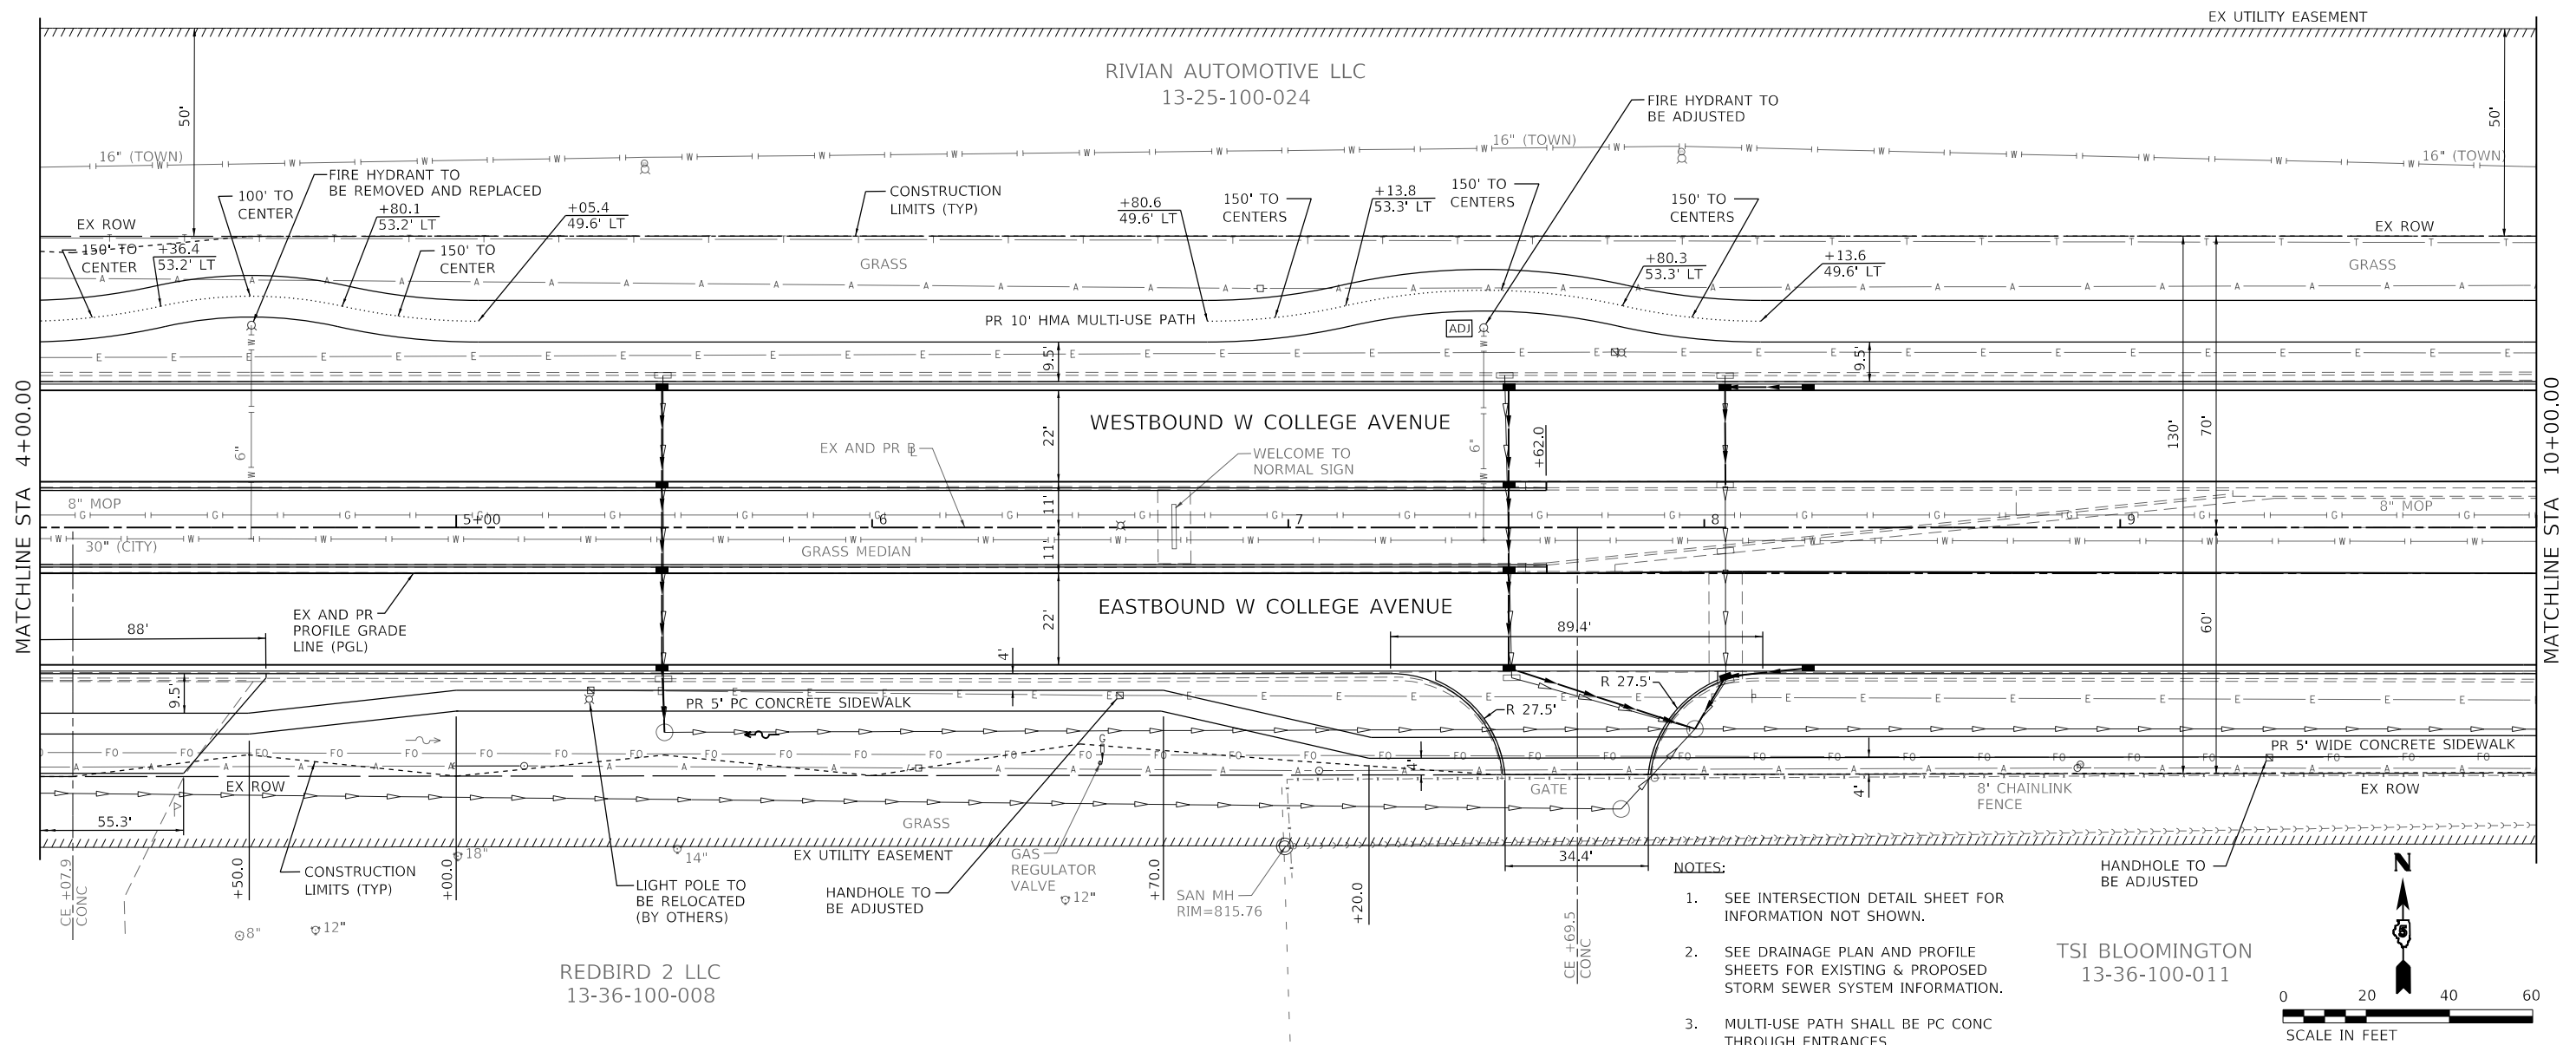 EX UTILITY EASEMENT
RIVIAN AUTOMOTIVE LLC
13-25-100-024
50'
50'
FIRE HYDRANT TO
BE ADJUSTED
16" (TOWN)
16" (TOWN)
16" (TOWN)
FIRE HYDRANT TO
BE REMOVED AND REPLACED
100' TO
CENTER
+80.1
53.2' LT
+05.4
49.6' LT
CONSTRUCTION
LIMITS (TYP)
+80.6
49.6' LT
150' TO
CENTERS
+13.8
53.3' LT
150' TO
CENTERS
150' TO
CENTERS
EX ROW
EX ROW
150' TO
CENTER
+36.4
53.2' LT
150' TO
CENTER
GRASS
+80.3
53.3' LT
+13.6
49.6' LT
GRASS
PR 10' HMA MULTI-USE PATH
ADJ
9.5'
9.5'
MATCHLINE STA 4+00.00
MATCHLINE STA 10+00.00
WESTBOUND W COLLEGE AVENUE
22'
6"
6"
EX AND PR BL
WELCOME TO
NORMAL SIGN
+62.0
130'
70'
8" MOP
8" MOP
11'
5+00
6
7
8
9
30" (CITY)
GRASS MEDIAN
11'
EX AND PR
PROFILE GRADE
LINE (PGL)
EASTBOUND W COLLEGE AVENUE
22'
60'
88'
89.4'
4'
9.5'
R 27.5'
R 27.5'
PR 5' PC CONCRETE SIDEWALK
PR 5' WIDE CONCRETE SIDEWALK
4'
4'
EX ROW
GATE
8' CHAINLINK
FENCE
EX ROW
55.3'
GRASS
EX UTILITY EASEMENT
GAS
REGULATOR
VALVE
34.4'
CE +07.9
CONC
+50.0
CONSTRUCTION
LIMITS (TYP)
+00.0
18"
14"
LIGHT POLE TO
BE RELOCATED
(BY OTHERS)
HANDHOLE TO
BE ADJUSTED
12"
+70.0
SAN MH
RIM=815.76
+20.0
CE +69.5
CONC
8"
12"
HANDHOLE TO
BE ADJUSTED
NOTES:
1. SEE INTERSECTION DETAIL SHEET FOR
INFORMATION NOT SHOWN.
2. SEE DRAINAGE PLAN AND PROFILE
SHEETS FOR EXISTING & PROPOSED
STORM SEWER SYSTEM INFORMATION.
3. MULTI-USE PATH SHALL BE PC CONC
THROUGH ENTRANCES
REDBIRD 2 LLC
13-36-100-008
TSI BLOOMINGTON
13-36-100-011
N
5
0 20 40 60
SCALE IN FEET